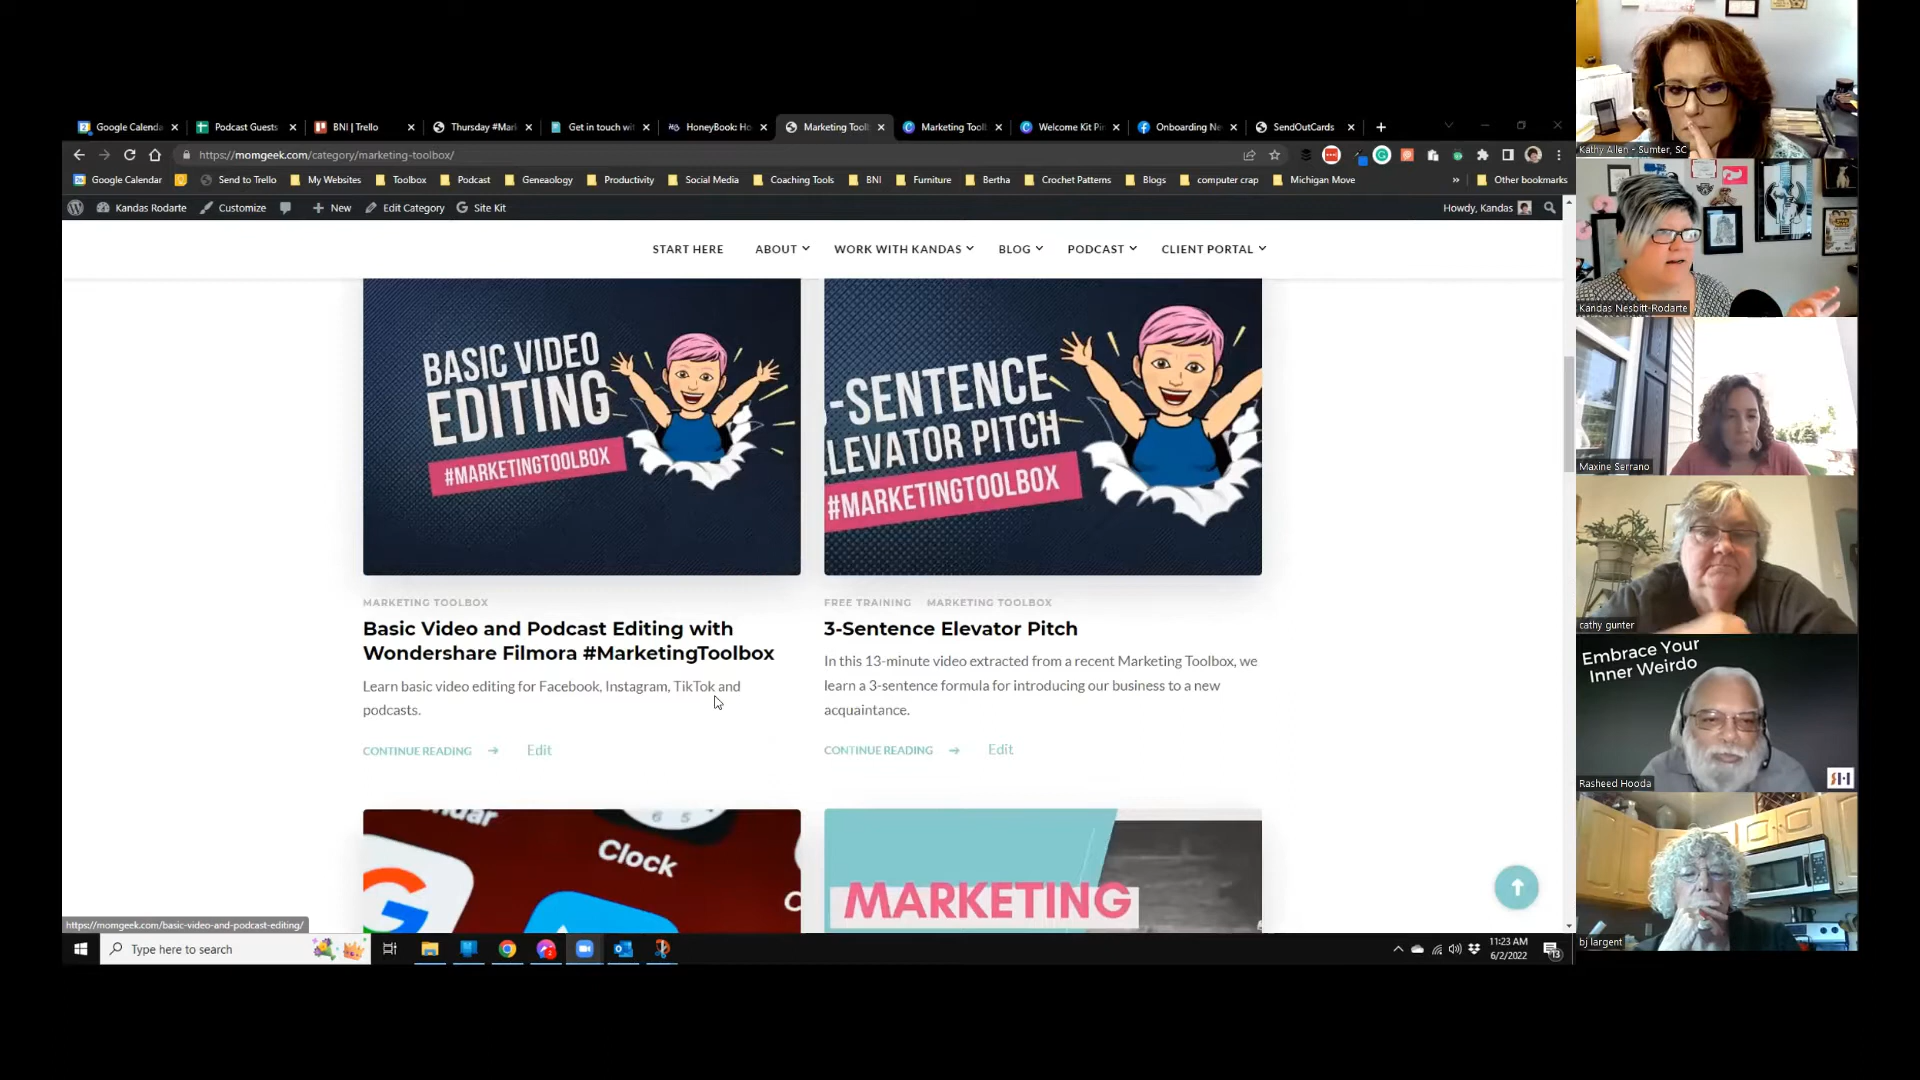 Google Calenda
Podcast Guests
BNI | Trello
Thursday #Mar
Get in touch wit
HoneyBook: Ho
Marketing Tool
Marketing Tool
Welcome Kit Pi
Onboarding Ne
SendOutCards
https://momgeek.com/category/marketing-toolbox/
Google Calendar
Send to Trello
My Websites
Toolbox
Podcast
Geneaology
Productivity
Social Media
Coaching Tools
BNI
Furniture
Bertha
Crochet Patterns
Blogs
computer crap
Michigan Move
»
Other bookmarks
Kandas Rodarte
Customize
New
Edit Category
Site Kit
Howdy, Kandas
START HERE
ABOUT
WORK WITH KANDAS
BLOG
PODCAST
CLIENT PORTAL
BASIC VIDEO
EDITING
#MARKETINGTOOLBOX
-SENTENCE
LEVATOR PITCH
#MARKETINGTOOLBOX
MARKETING TOOLBOX
Basic Video and Podcast Editing with
Wondershare Filmora #MarketingToolbox
Learn basic video editing for Facebook, Instagram, TikTok and
podcasts.
CONTINUE READING
Edit
FREE TRAINING
MARKETING TOOLBOX
3-Sentence Elevator Pitch
In this 13-minute video extracted from a recent Marketing Toolbox, we
learn a 3-sentence formula for introducing our business to a new
acquaintance.
CONTINUE READING
Edit
Clock
MARKETING
https://momgeek.com/basic-video-and-podcast-editing/
Type here to search
11:23 AM
6/2/2022
Kathy Allen - Sumter, SC
Kandas Nesbitt-Rodarte
Maxine Serrano
cathy gunter
Embrace Your
Inner Weirdo
Rasheed Hooda
bj largent